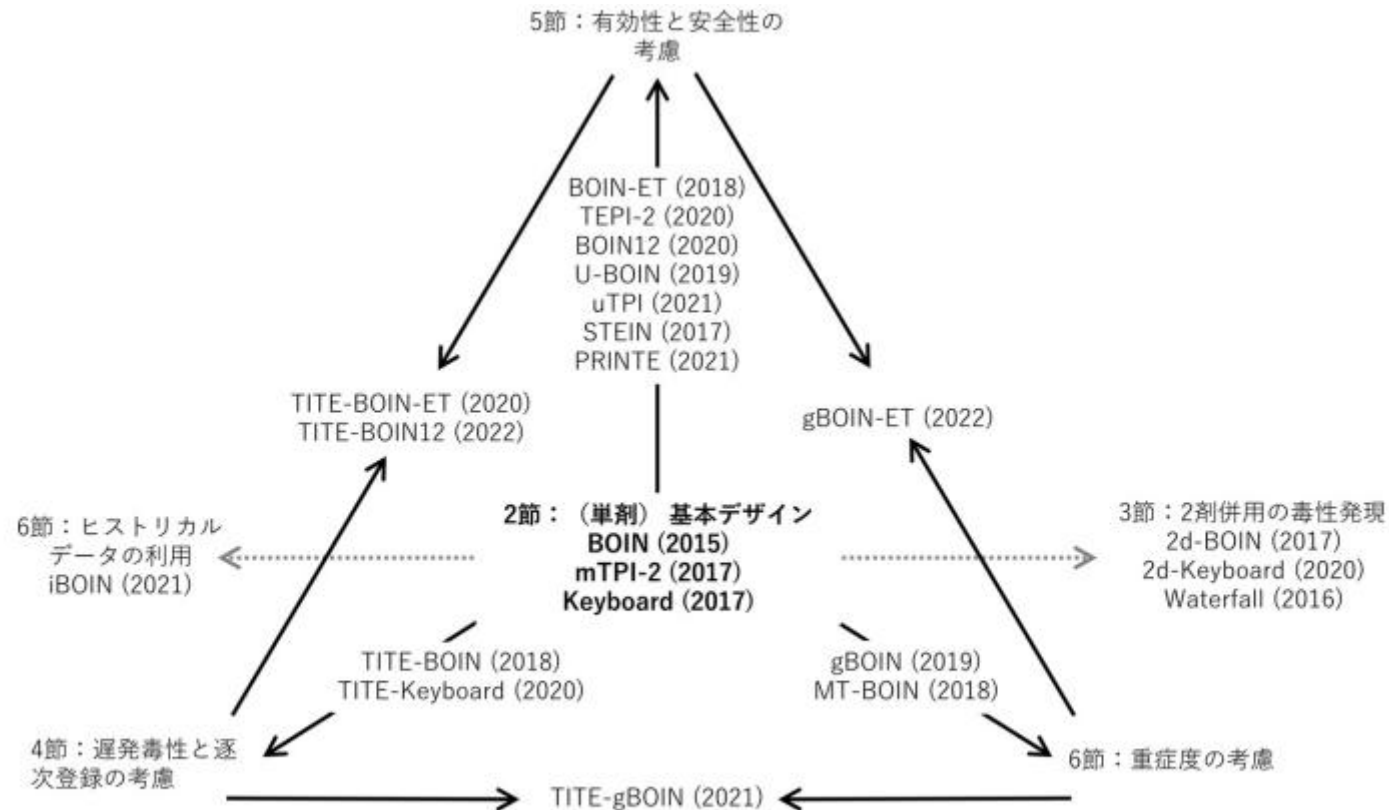 5節：有効性と安全性の
考慮
BOIN-ET (2018)
TEPI-2 (2020)
BOIN12 (2020)
U-BOIN (2019)
uTPI (2021)
STEIN (2017)
PRINTE (2021)
TITE-BOIN-ET (2020)
TITE-BOIN12 (2022)
gBOIN-ET (2022)
6節：ヒストリカル
データの利用
iBOIN (2021)
2節：（単剤） 基本デザイン
BOIN (2015)
mTPI-2 (2017)
Keyboard (2017)
3節：2剤併用の毒性発現
2d-BOIN (2017)
2d-Keyboard (2020)
Waterfall (2016)
TITE-BOIN (2018)
TITE-Keyboard (2020)
gBOIN (2019)
MT-BOIN (2018)
4節：遅発毒性と逐
次登録の考慮
6節：重症度の考慮
TITE-gBOIN (2021)